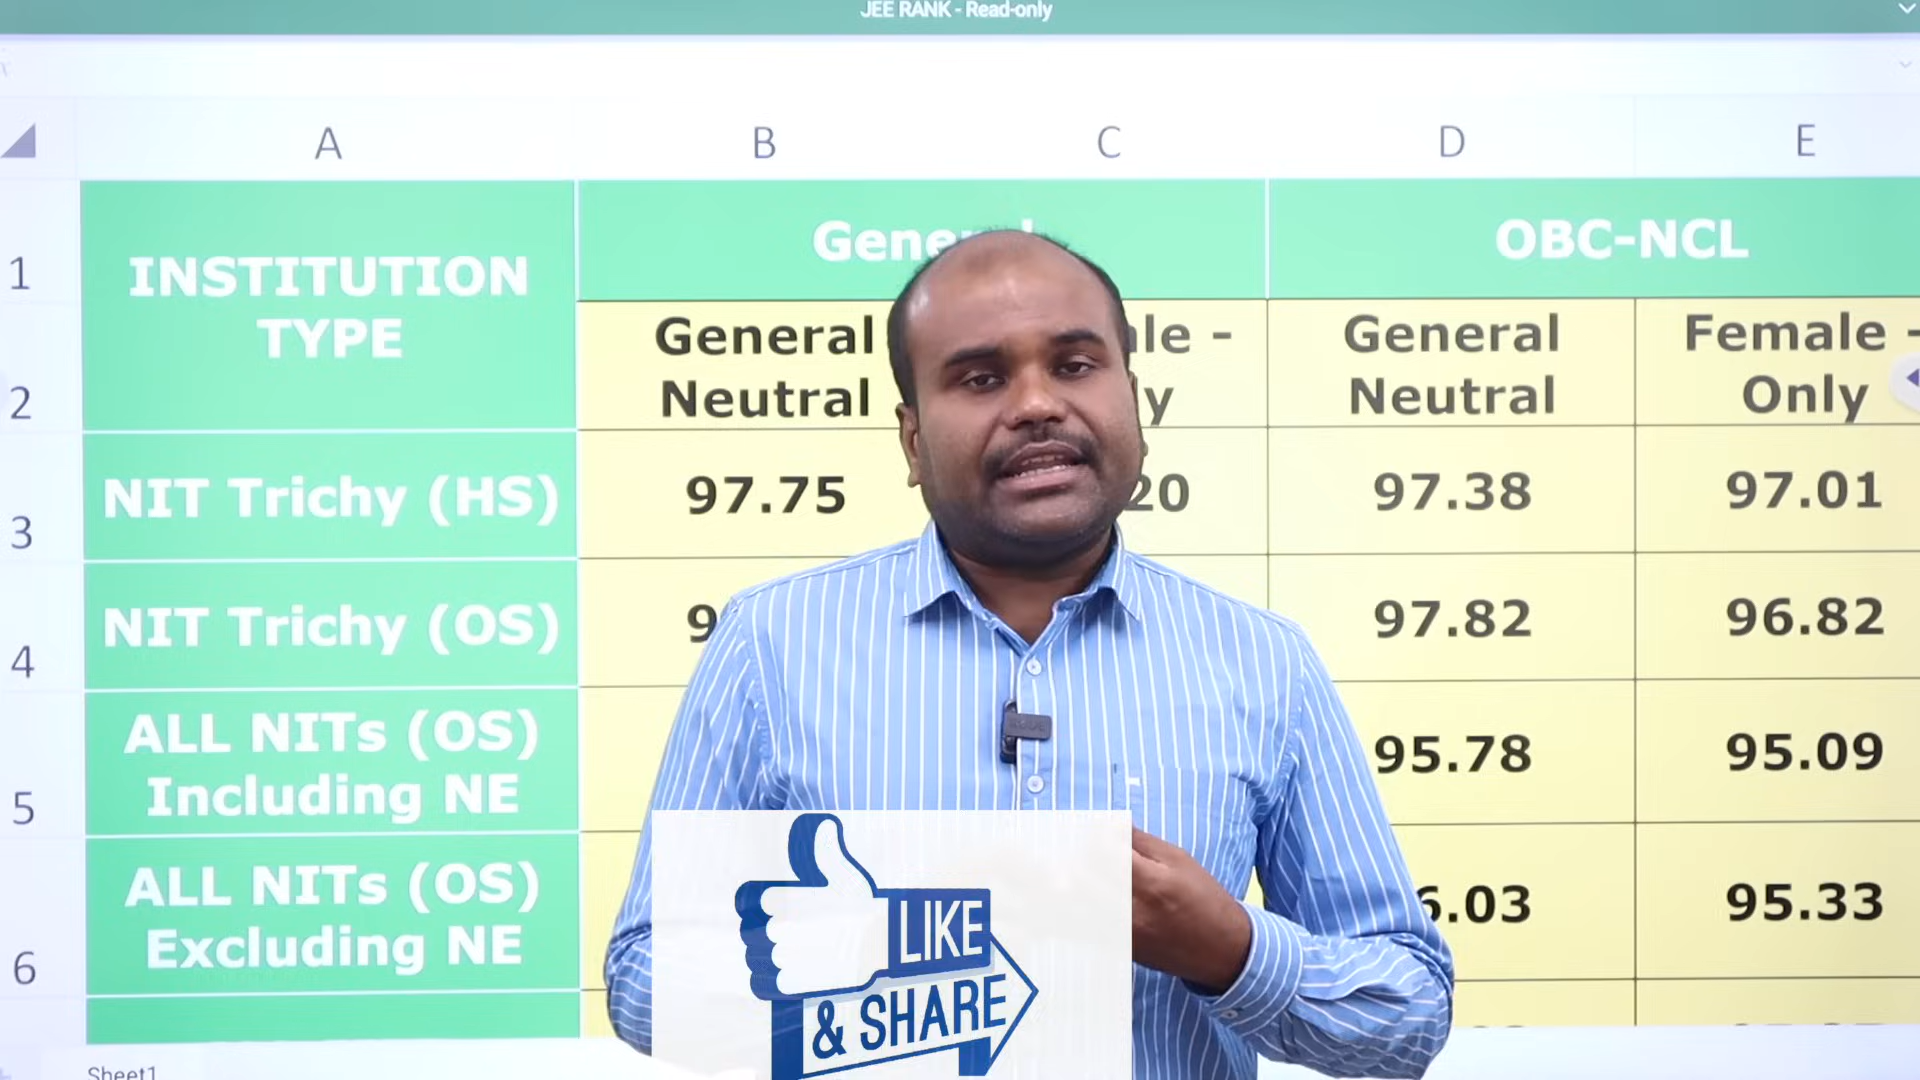 JEE RANK - Read-only
A B C D E
1 INSTITUTION TYPE OBC-NCL
2 General Neutral General Neutral Female - Only
3 NIT Trichy (HS) 97.75 97.38 97.01
4 NIT Trichy (OS) 97.82 96.82
5 ALL NITs (OS) Including NE 95.78 95.09
6 ALL NITs (OS) Excluding NE 95.33
LIKE
& SHARE
Sheet1